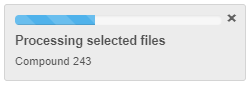 Processing selected files
Compound 243